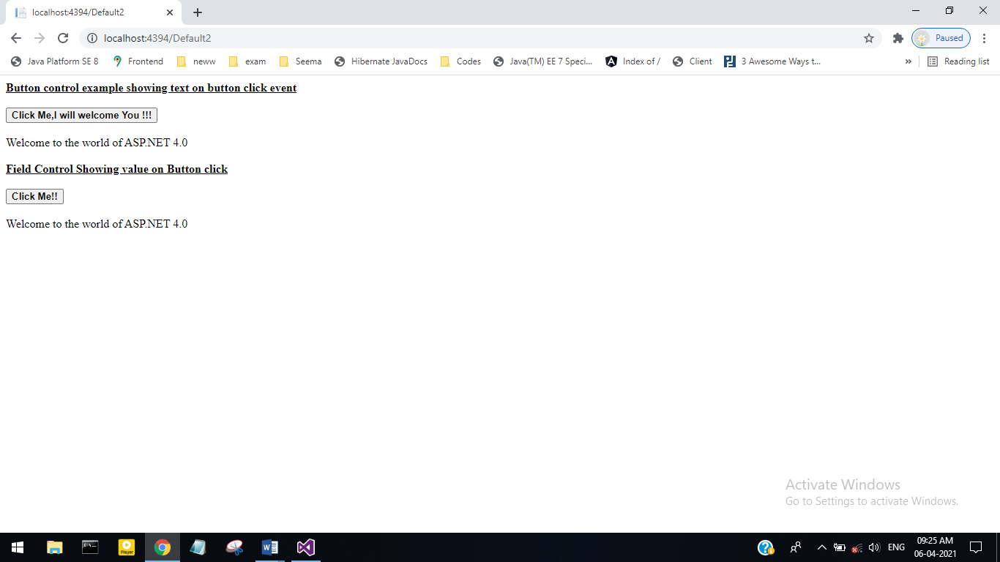 localhost:4394/Default2
localhost:4394/Default2
Paused
Java Platform SE 8
Frontend
neww
exam
Seema
Hibernate JavaDocs
Codes
Java(TM) EE 7 Speci...
Index of /
Client
3 Awesome Ways t...
»
Reading list
Button control example showing text on button click event
Click Me,I will welcome You !!!
Welcome to the world of ASP.NET 4.0
Field Control Showing value on Button click
Click Me!!
Welcome to the world of ASP.NET 4.0
Activate Windows
Go to Settings to activate Windows.
Player
ENG
09:25 AM
06-04-2021